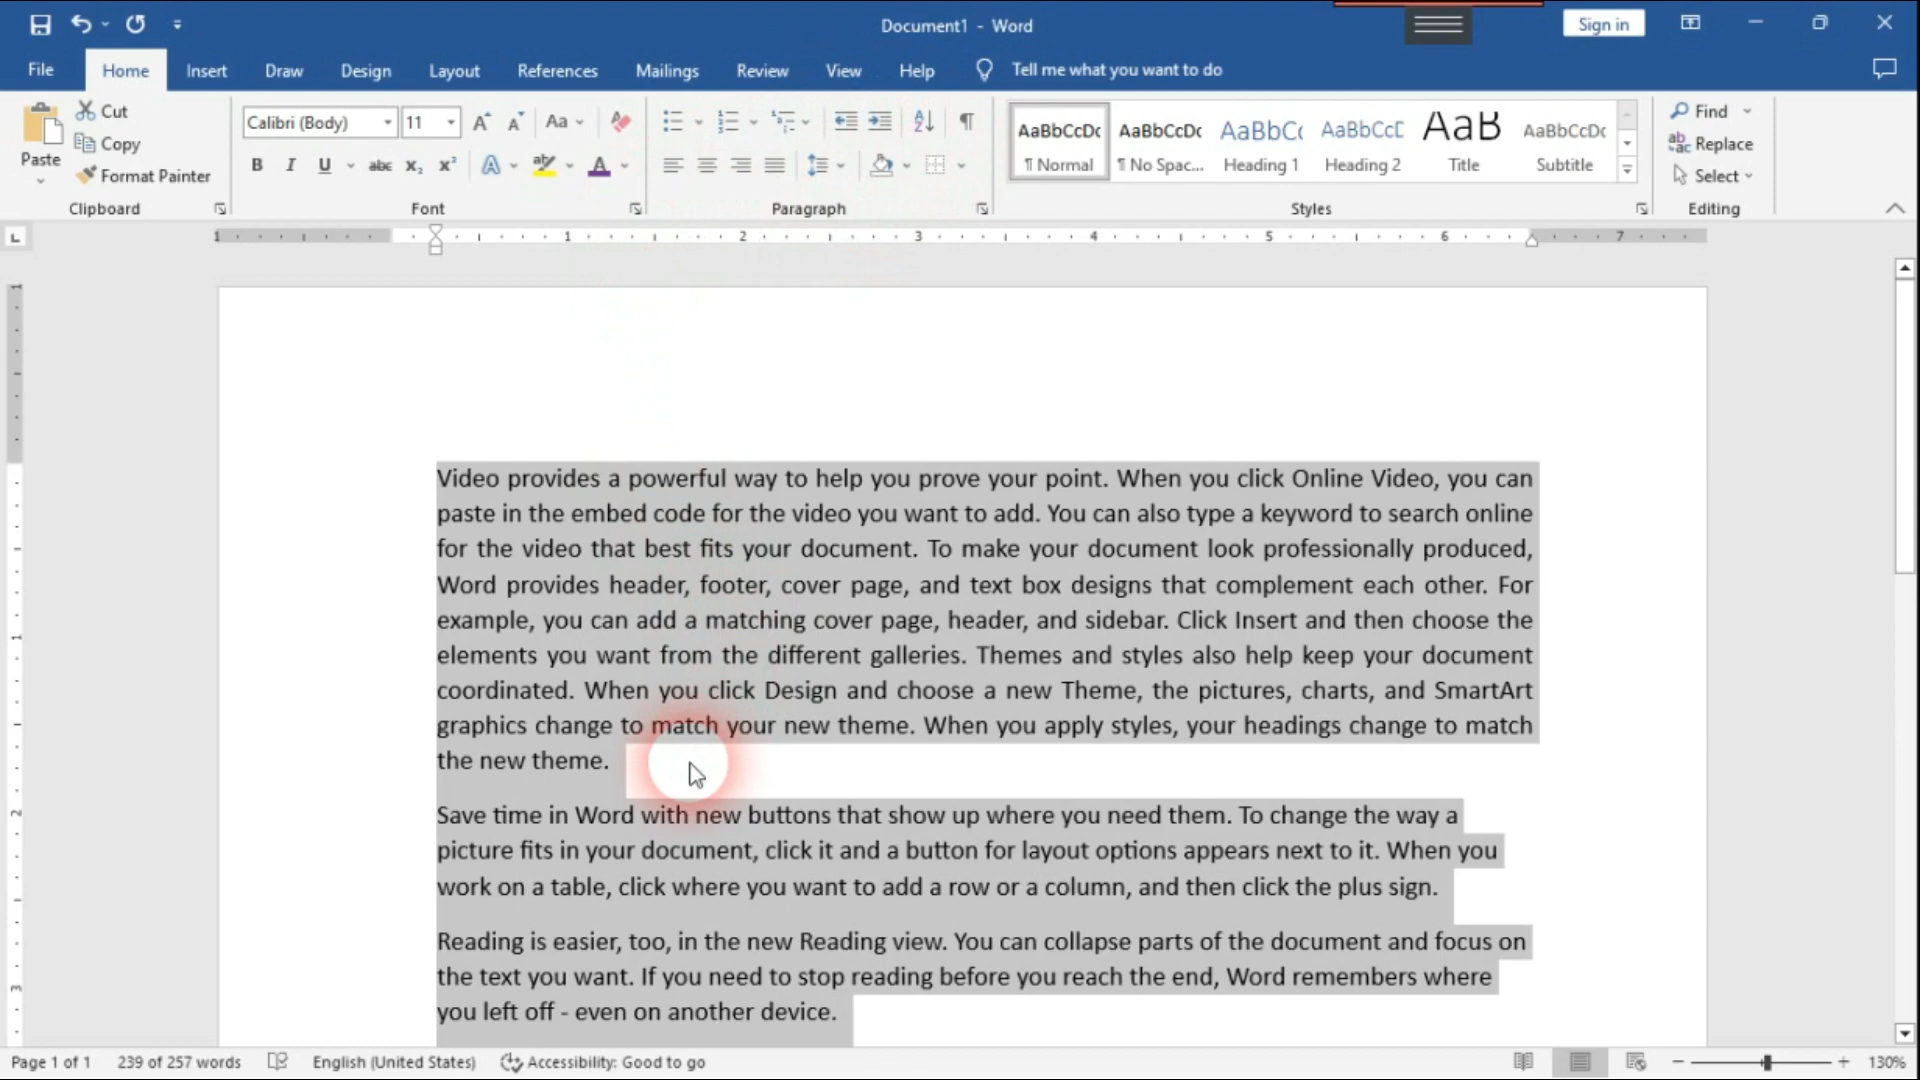 Document1 - Word
Sign in
File Home Insert Draw Design Layout References Mailings Review View Help Tell me what you want to do
Paste
Cut
Copy
Format Painter
Clipboard
Calibri (Body) 11
Aa
B I U abc x₂ x² A A
Font
Paragraph
AaBbCcDc AaBbCcDc AaBbCc AaBbCcC AaB AaBbCcDc
¶ Normal ¶ No Spac... Heading 1 Heading 2 Title Subtitle
Styles
Find
Replace
Select
Editing
1 1 2 3 4 5 6 7
1
1
2
3
Video provides a powerful way to help you prove your point. When you click Online Video, you can
paste in the embed code for the video you want to add. You can also type a keyword to search online
for the video that best fits your document. To make your document look professionally produced,
Word provides header, footer, cover page, and text box designs that complement each other. For
example, you can add a matching cover page, header, and sidebar. Click Insert and then choose the
elements you want from the different galleries. Themes and styles also help keep your document
coordinated. When you click Design and choose a new Theme, the pictures, charts, and SmartArt
graphics change to match your new theme. When you apply styles, your headings change to match
the new theme.
Save time in Word with new buttons that show up where you need them. To change the way a
picture fits in your document, click it and a button for layout options appears next to it. When you
work on a table, click where you want to add a row or a column, and then click the plus sign.
Reading is easier, too, in the new Reading view. You can collapse parts of the document and focus on
the text you want. If you need to stop reading before you reach the end, Word remembers where
you left off - even on another device.
Page 1 of 1 239 of 257 words English (United States) Accessibility: Good to go 130%